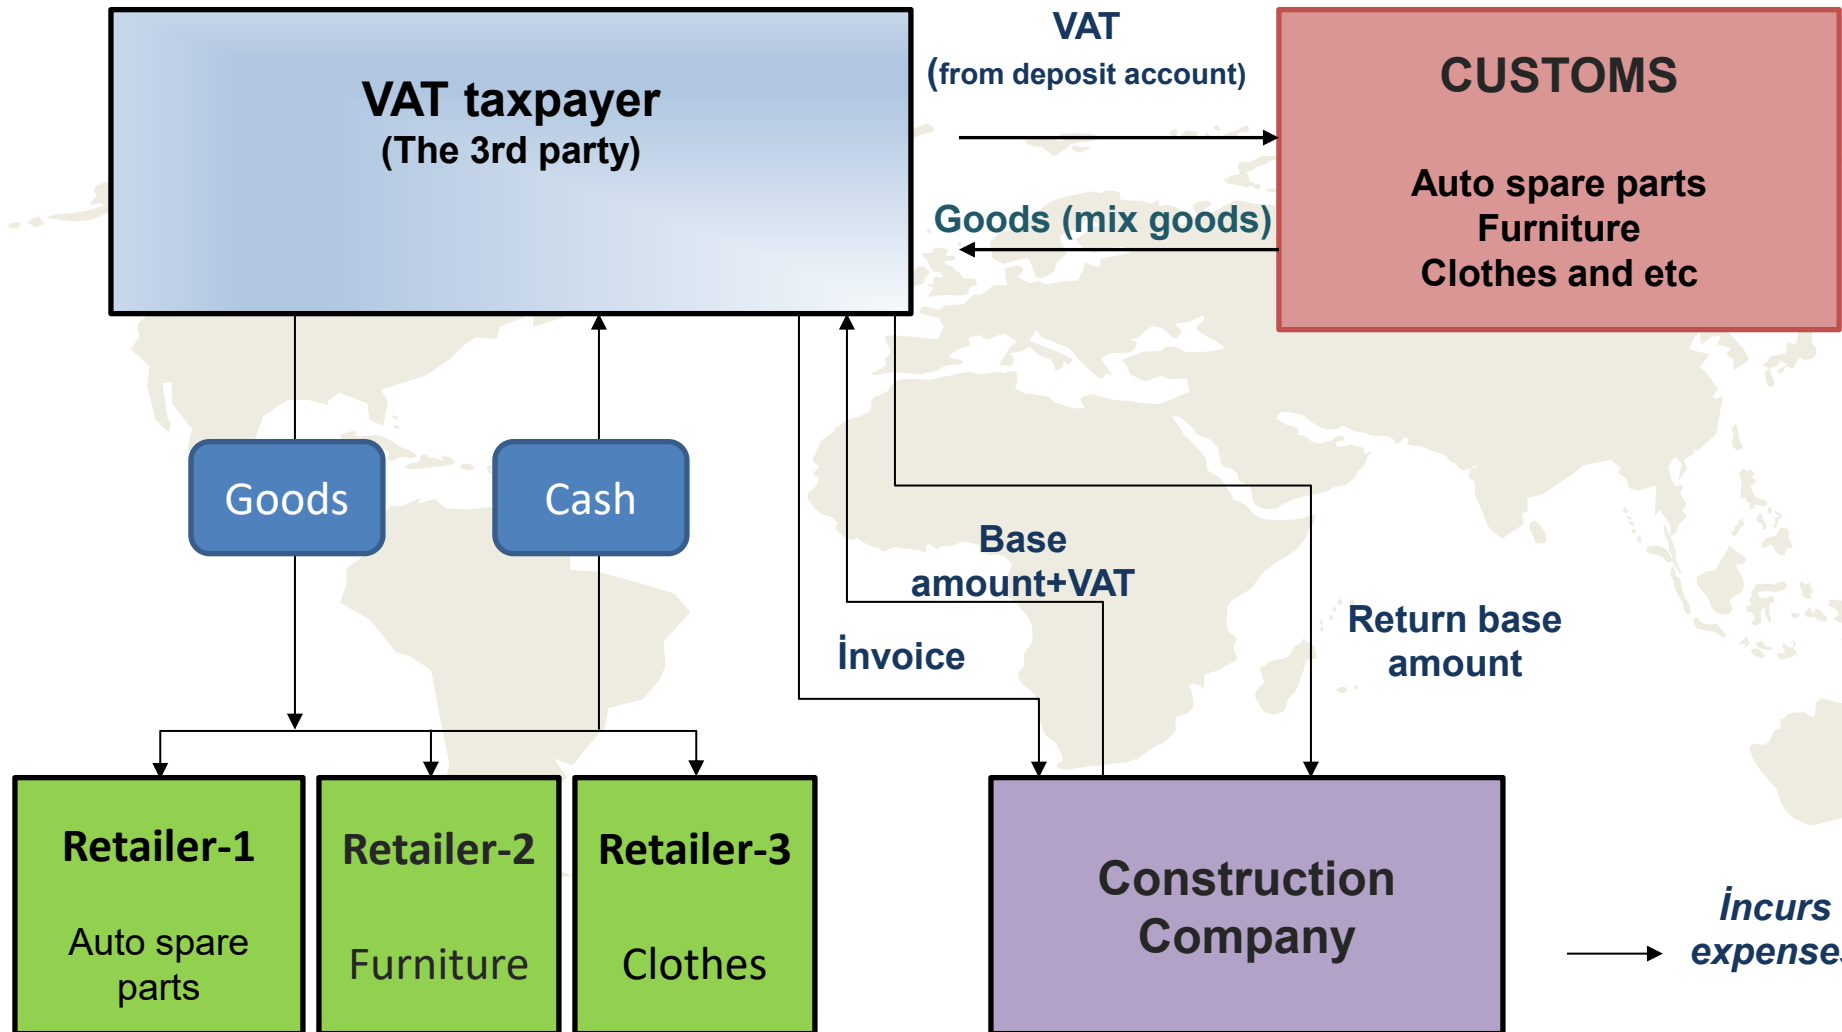 VAT taxpayer
(The 3rd party)
VAT
(from deposit account)
Goods (mix goods)
CUSTOMS
Auto spare parts
Furniture
Clothes and etc
Goods
Cash
Base
amount+VAT
İnvoice
Return base
amount
Retailer-1
Auto spare
parts
Retailer-2
Furniture
Retailer-3
Clothes
Construction
Company
İncurs
expenses